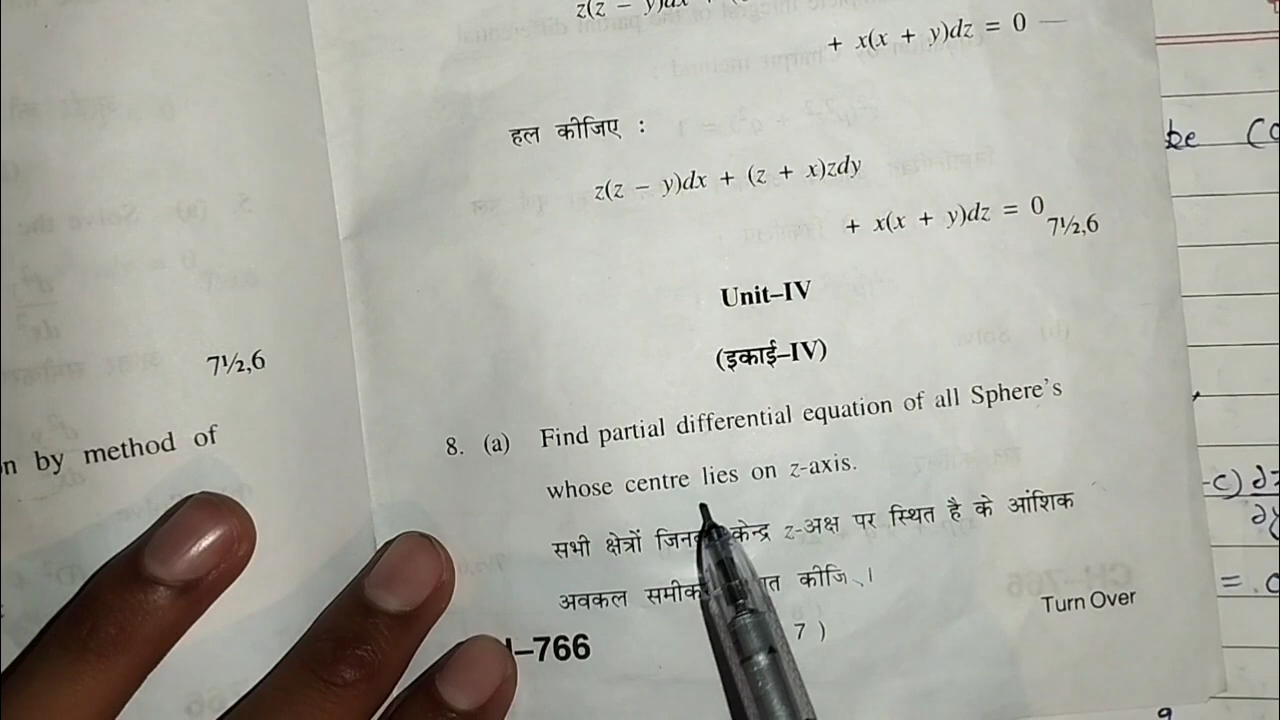 z(z − y)dx
+ x(x + y)dz = 0
हल कीजिए :
z(z − y)dx + (z + x)zdy
+ x(x + y)dz = 0
7½,6
Unit–IV
(इकाई–IV)
7½,6
n by method of
8. (a) Find partial differential equation of all Sphere's
whose centre lies on z-axis.
सभी क्षेत्रों केन्द्र z-अक्ष पर स्थित है के आंशिक
अवकल
–766
7 )
Turn Over
be
-c)
= .